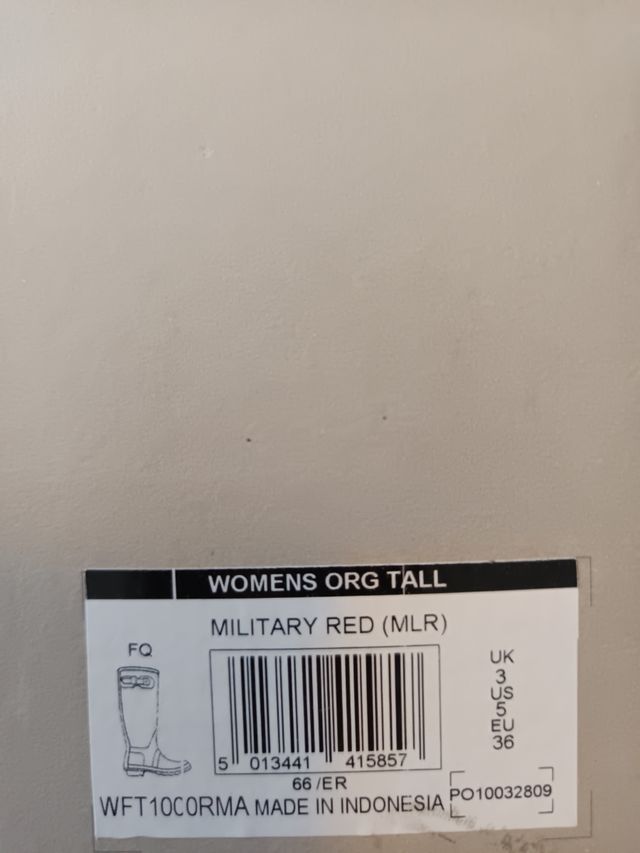 WOMENS ORG TALL
MILITARY RED (MLR)
FQ
UK
3
US
5
EU
36
5 013441 415857
66 /ER
WFT1000RMA MADE IN INDONESIA
PO10032809